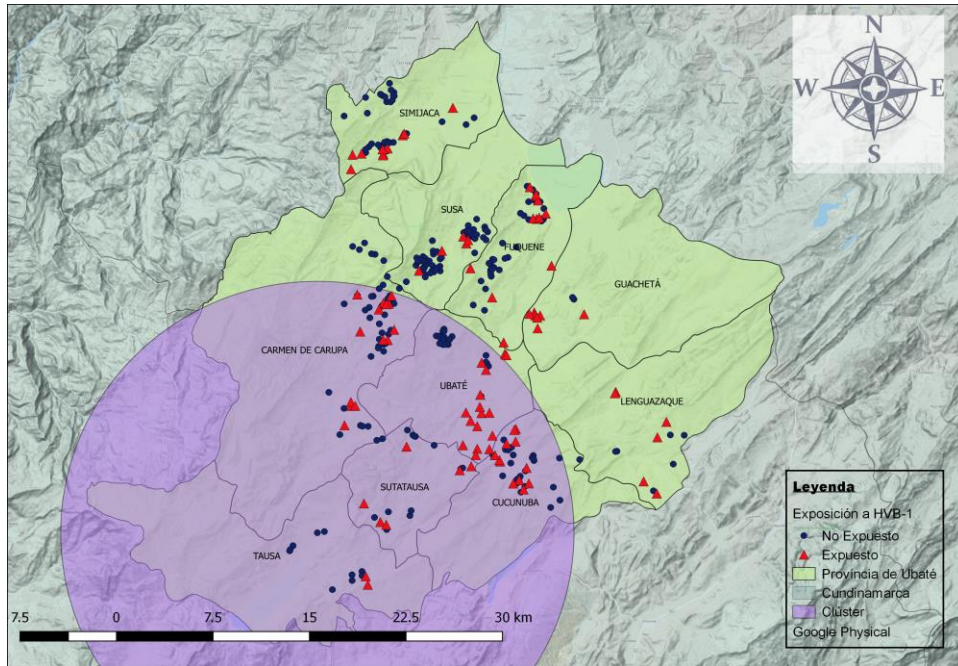 N
W E
S
SIMIJACA
SUSA
FUQUENE
GUACHETÁ
CARMEN DE CARUPA
UBATÉ
LENGUAZAQUE
SUTATAUSA
CUCUNUBA
TAUSA
7.5 0 7.5 15 22.5 30 km
Leyenda
Exposición a HVB-1
No Expuesto
Expuesto
Provincia de Ubaté
Cundinamarca
Clúster
Google Physical